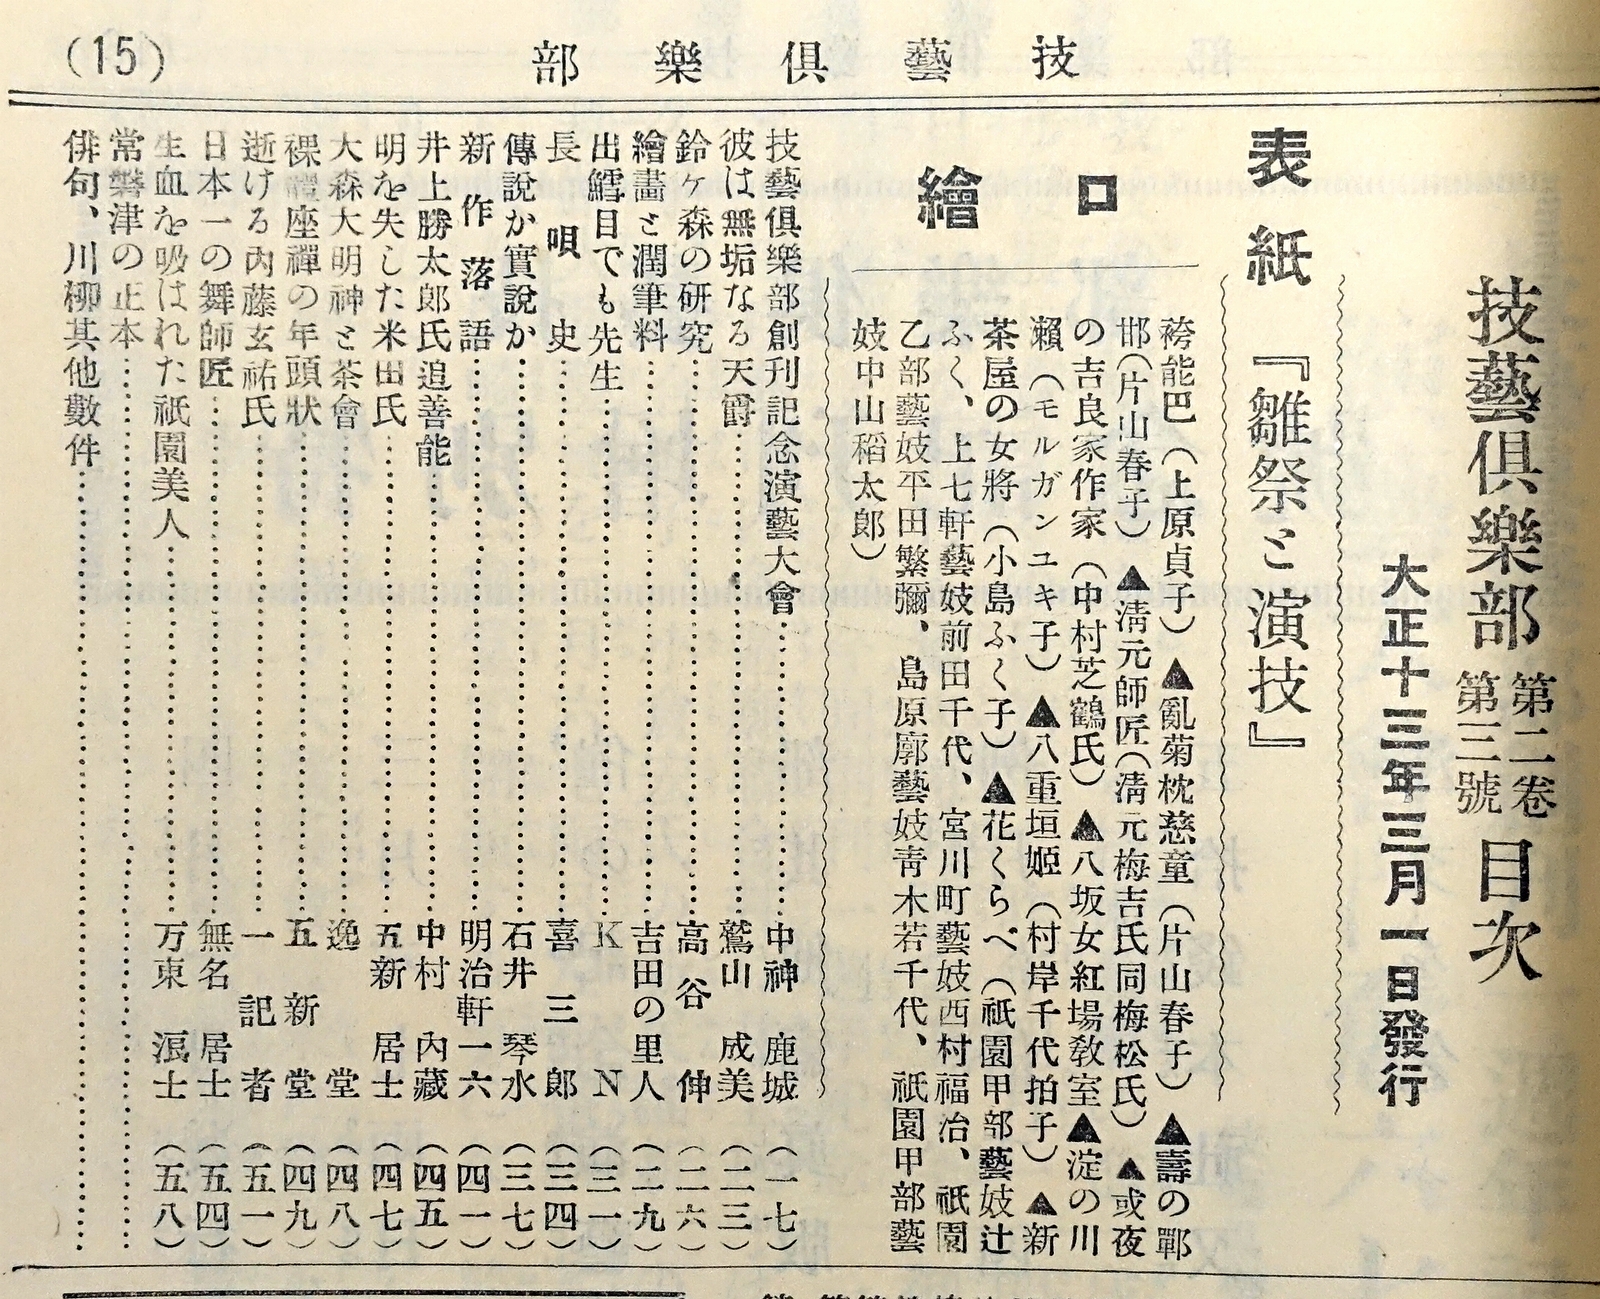 技藝俱樂部
(15)
技藝俱樂部 第二卷 第三號 目次
大正十三年三月一日發行
表紙『雛祭と演技』
口繪
袴能巴(上原貞子)▲亂菊枕慈童(片山春子)▲壽の鄲
邯(片山春子)▲淸元師匠(淸元梅吉氏同梅松氏)▲或夜
の吉良家作家(中村芝鶴氏)▲八坂女紅場敎室▲淀の川
瀨(モルガンユキ子)▲八重垣姬(村岸千代拍子)▲新
茶屋の女將(小島ふく子)▲花くらべ(祇園甲部藝妓辻
ふく、上七軒藝妓前田千代、宮川町藝妓西村福治、祇園
乙部藝妓平田繁彌、島原廓藝妓靑木若千代、祇園甲部藝
妓中山稻太郎)
技藝俱樂部創刊記念演藝大會……中神鹿城(一七)
彼は無垢なる天爵……鷲山成美(二三)
鈴ヶ森の硏究……高谷伸(二六)
繪畫と潤筆料……吉田の里人(二九)
出鱈目でも先生……KN(三一)
長唄史……喜三郎(三四)
傳說か實說か……石井琴水(三七)
新作落語……明治軒一六(四一)
井上勝太郎氏追善能……中村內藏(四五)
明を失した米田氏……五新居士(四七)
大森大明神と茶會……逸堂(四八)
裸禮座禪の年頭狀……五新堂(四九)
逝ける內藤玄祐氏……一記者(五一)
日本一の舞師匠……無名居士(五四)
生血を吸はれた祇園美人……万東浪士(五八)
常磐津の正本……
俳句、川柳其他數件……